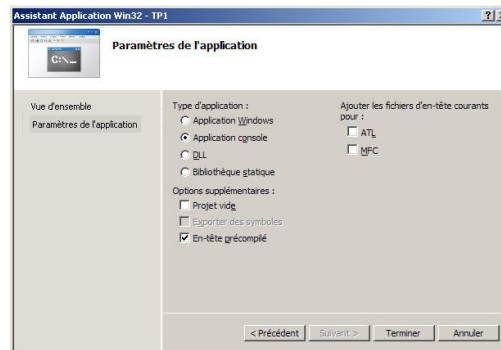 Assistant Application Win32 - TP1
C:\_
Paramètres de l'application
Vue d'ensemble
Paramètres de l'application
Type d'application :
Application Windows
Application console
DLL
Bibliothèque statique
Options supplémentaires :
Projet vide
Exporter des symboles
En-tête précompilé
Ajouter les fichiers d'en-tête courants
pour :
ATL
MFC
< Précédent
Suivant >
Terminer
Annuler